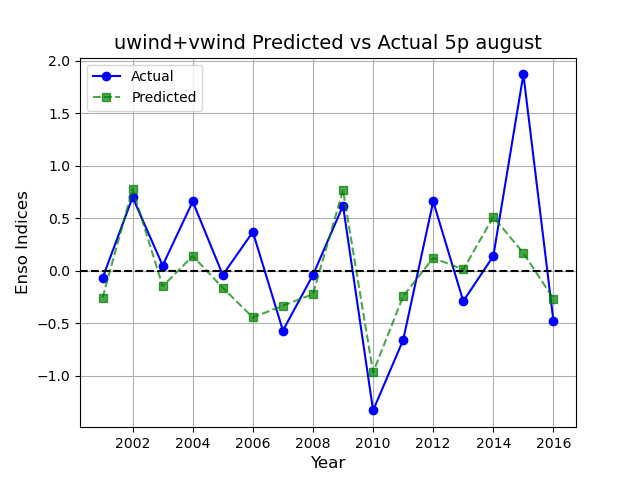 uwind+vwind Predicted vs Actual 5p august
Actual
Predicted
Enso Indices
2.0
1.5
1.0
0.5
0.0
−0.5
−1.0
2002 2004 2006 2008 2010 2012 2014 2016
Year